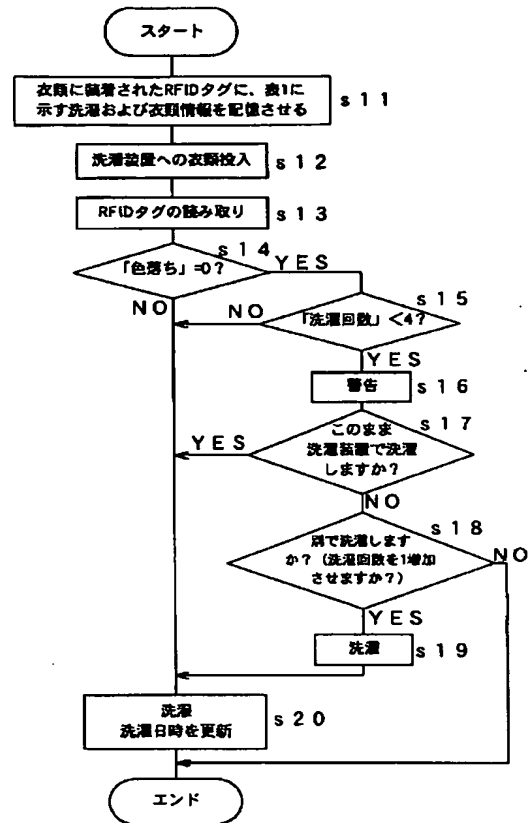 スタート
衣類に装着されたRFIDタグに、表1に
示す洗濯および衣類情報を記憶させる
s11
洗濯装置への衣類投入
s12
RFIDタグの読み取り
s13
s14
「色落ち」=0?
YES
NO
s15
「洗濯回数」<4?
NO
YES
警告
s16
s17
このまま
洗濯装置で洗濯
しますか?
YES
NO
s18
別で洗濯します
か?(洗濯回数を1増加
させますか?)
NO
YES
洗濯
s19
洗濯
洗濯日時を更新
s20
エンド